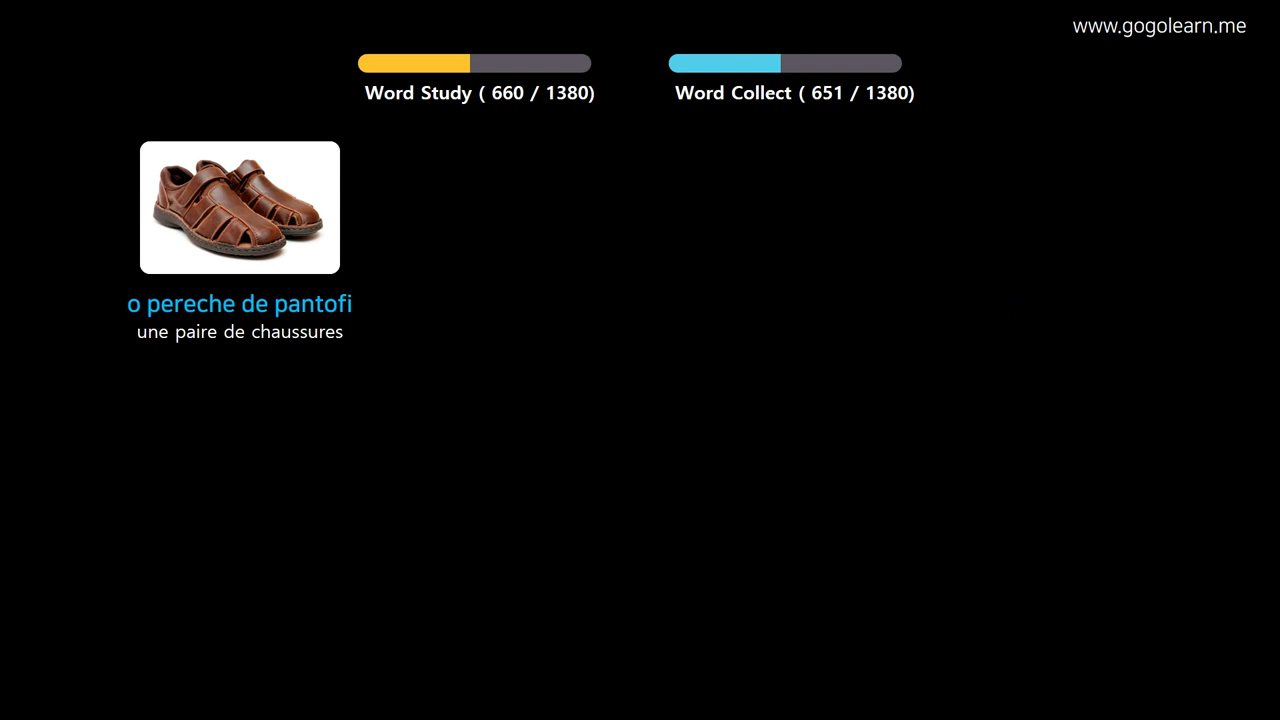 www.gogolearn.me
Word Study ( 660 / 1380)
Word Collect ( 651 / 1380)
o pereche de pantofi
une paire de chaussures